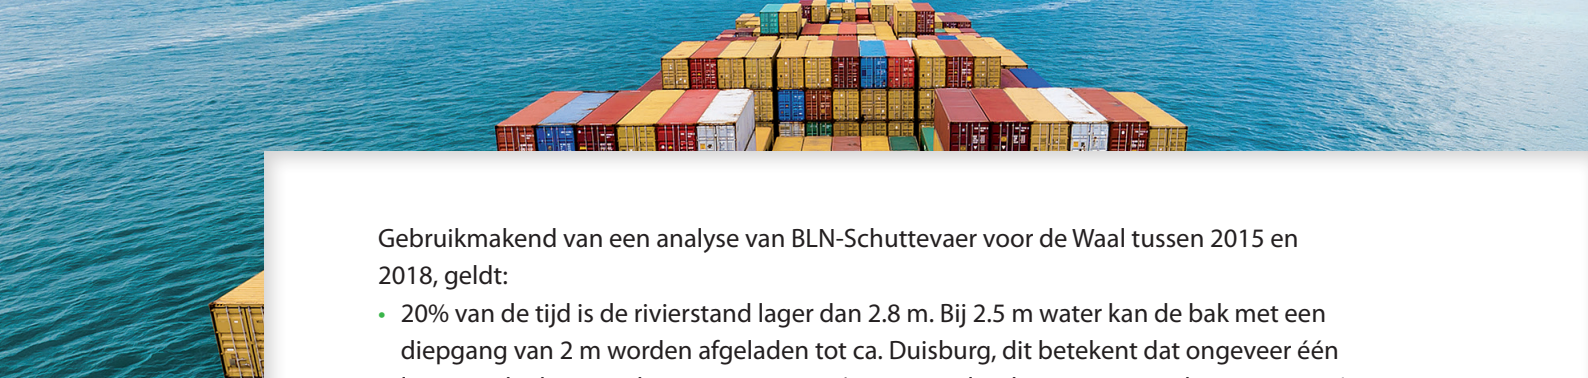 Gebruikmakend van een analyse van BLN-Schuttevaer voor de Waal tussen 2015 en
2018, geldt:
• 20% van de tijd is de rivierstand lager dan 2.8 m. Bij 2.5 m water kan de bak met een
diepgang van 2 m worden afgeladen tot ca. Duisburg, dit betekent dat ongeveer één